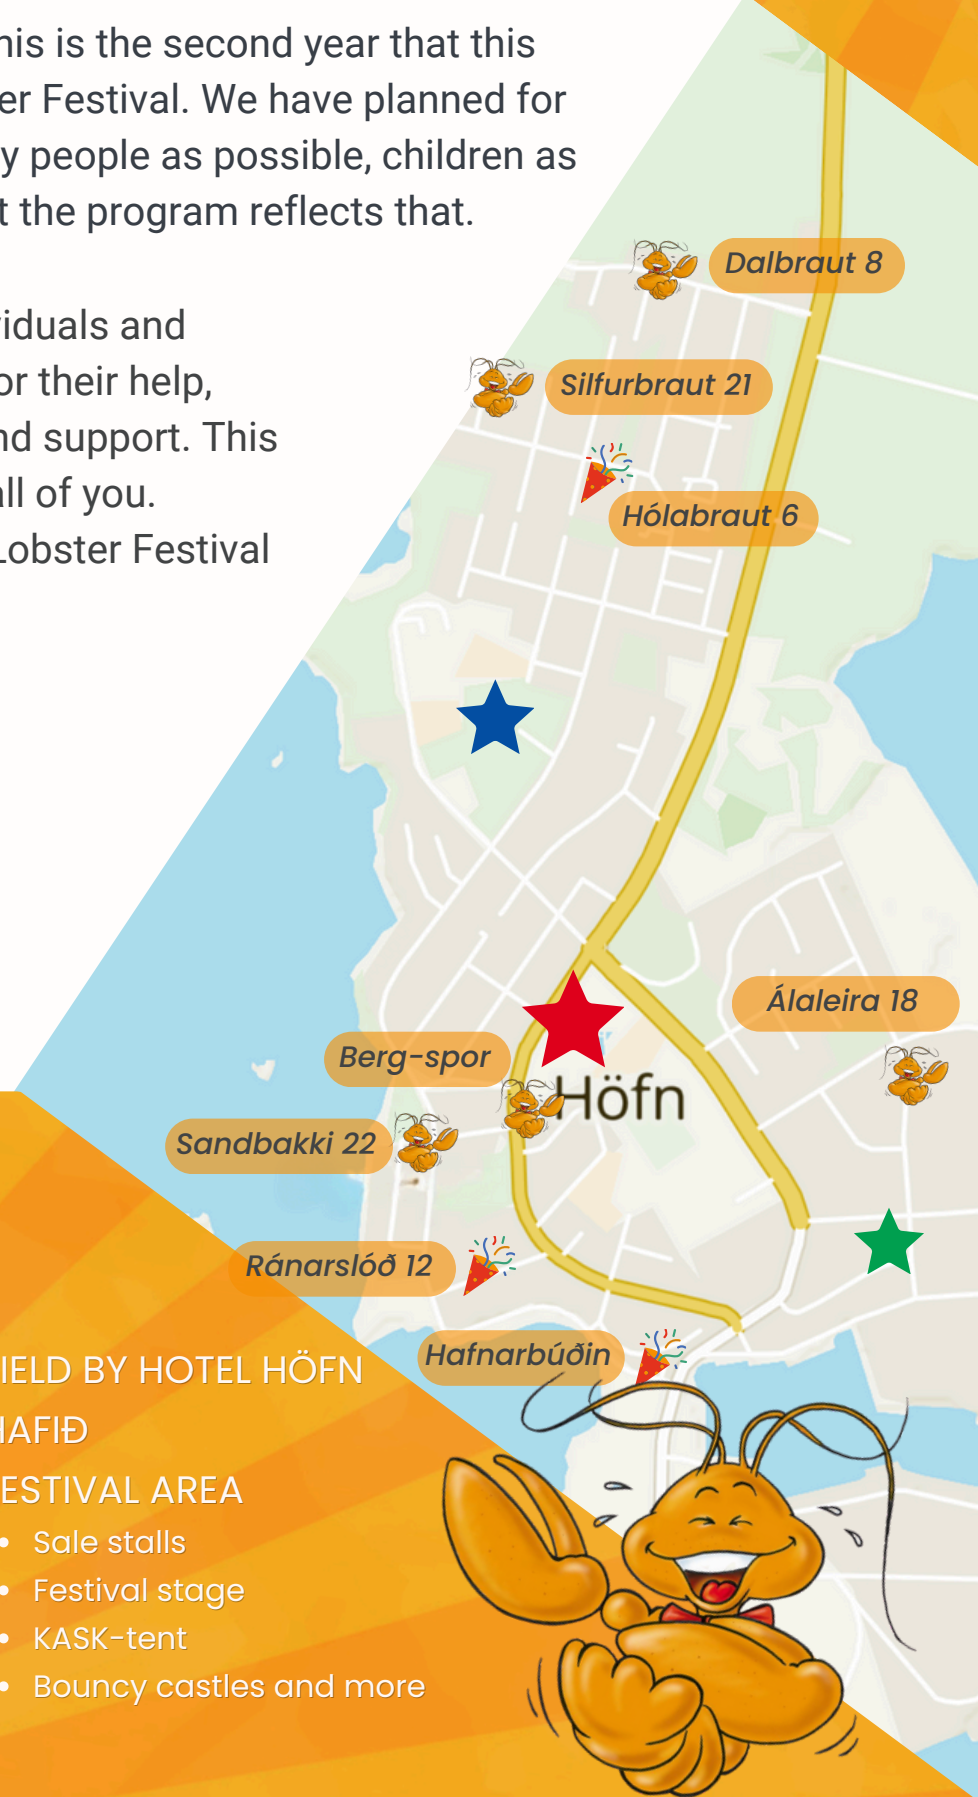 his is the second year that this
er Festival. We have planned for
y people as possible, children as
t the program reflects that.
viduals and
or their help,
nd support. This
all of you.
Lobster Festival
Dalbraut 8
Silfurbraut 21
Hólabraut 6
Álaleira 18
Berg-spor
Höfn
Sandbakki 22
Ránarslóð 12
Hafnarbúðin
IELD BY HOTEL HÖFN
HAFIÐ
ESTIVAL AREA
• Sale stalls
• Festival stage
• KASK-tent
• Bouncy castles and more